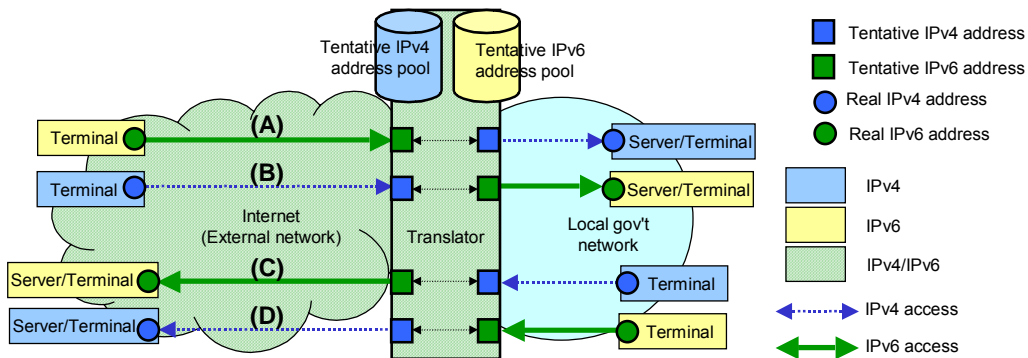 Tentative IPv4
address pool
Tentative IPv6
address pool
Tentative IPv4 address
Tentative IPv6 address
Real IPv4 address
Real IPv6 address
Terminal
(A)
Server/Terminal
Terminal
(B)
Server/Terminal
Internet
(External network)
Translator
Local gov't
network
Server/Terminal
(C)
Terminal
Server/Terminal
(D)
Terminal
IPv4
IPv6
IPv4/IPv6
IPv4 access
IPv6 access